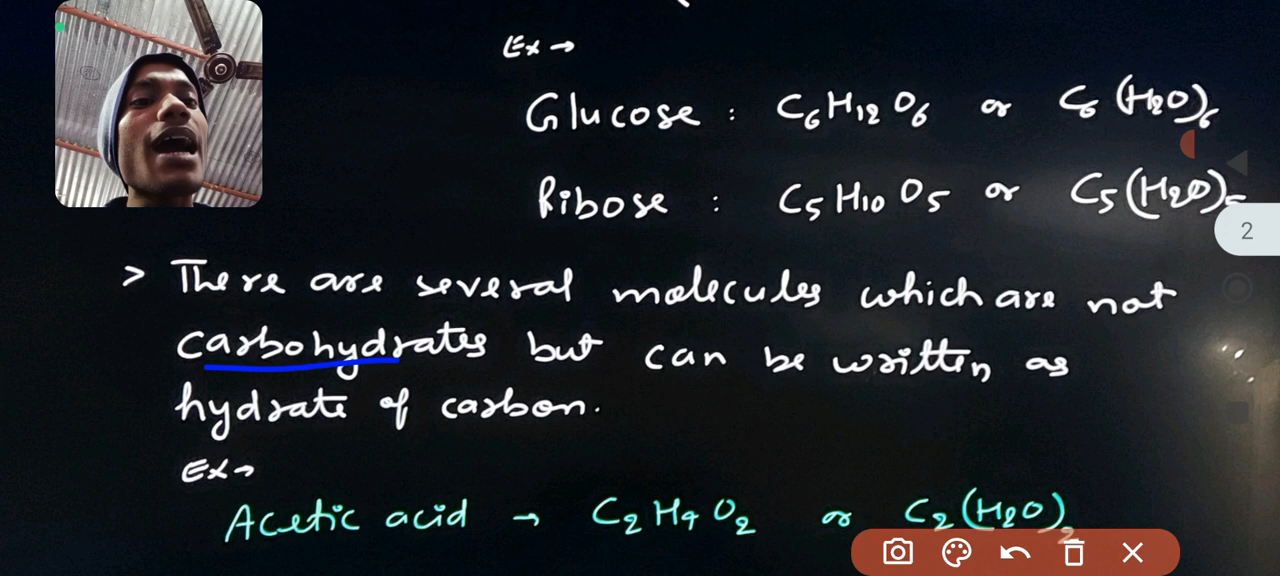 Ex →
Glucose : C₆H₁₂O₆ or C₆(H₂O)₆
Ribose : C₅H₁₀O₅ or C₅(H₂O)₅
2
> There are several molecules which are not
carbohydrates but can be written as
hydrate of carbon.
Ex→
Acetic acid → C₂H₄O₂ or C₂(H₂O)₂